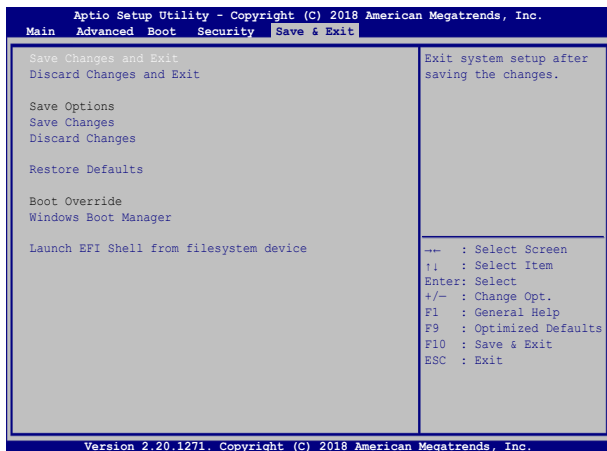 Aptio Setup Utility - Copyright (C) 2018 American Megatrends, Inc.
Main Advanced Boot Security Save & Exit
Save Changes and Exit
Discard Changes and Exit
Save Options
Save Changes
Discard Changes
Restore Defaults
Boot Override
Windows Boot Manager
Launch EFI Shell from filesystem device
Exit system setup after
saving the changes.
→← : Select Screen
↑↓ : Select Item
Enter: Select
+/— : Change Opt.
F1 : General Help
F9 : Optimized Defaults
F10 : Save & Exit
ESC : Exit
Version 2.20.1271. Copyright (C) 2018 American Megatrends, Inc.